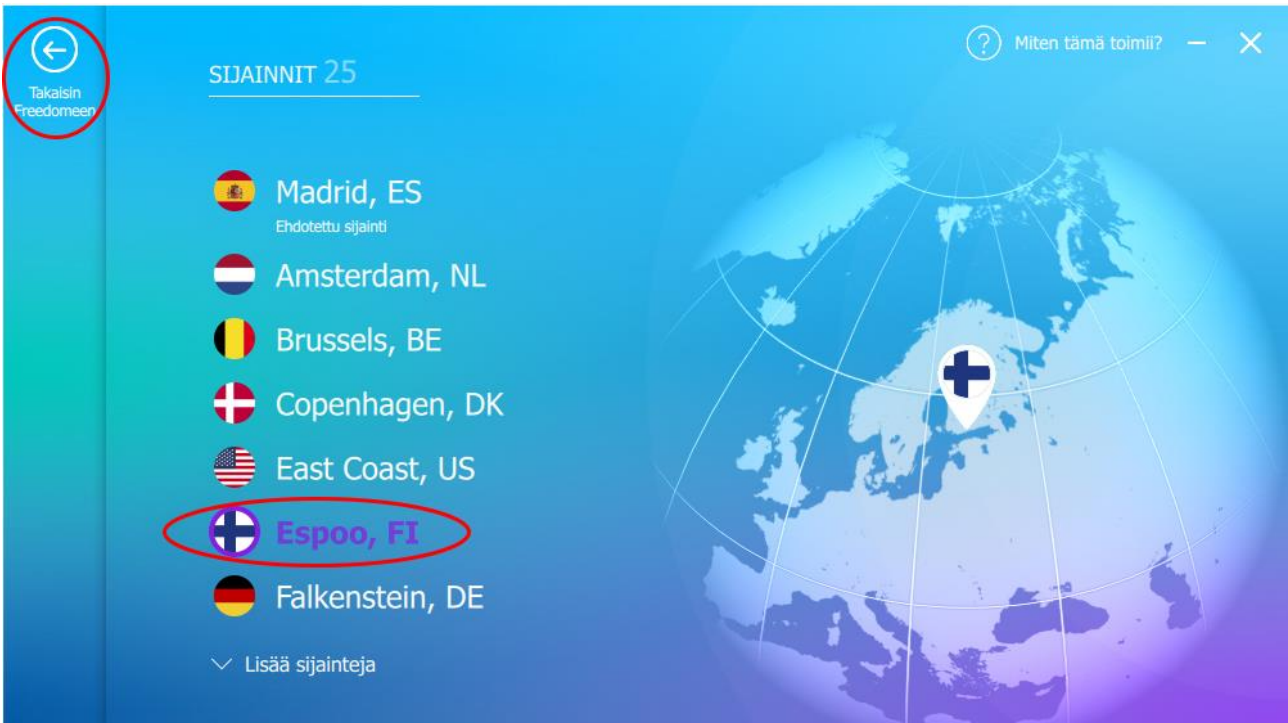 Takaisin
Freedomeen
SIJAINNIT 25
? Miten tämä toimii?
Madrid, ES
Ehdotettu sijainti
Amsterdam, NL
Brussels, BE
Copenhagen, DK
East Coast, US
Espoo, FI
Falkenstein, DE
Lisää sijainteja